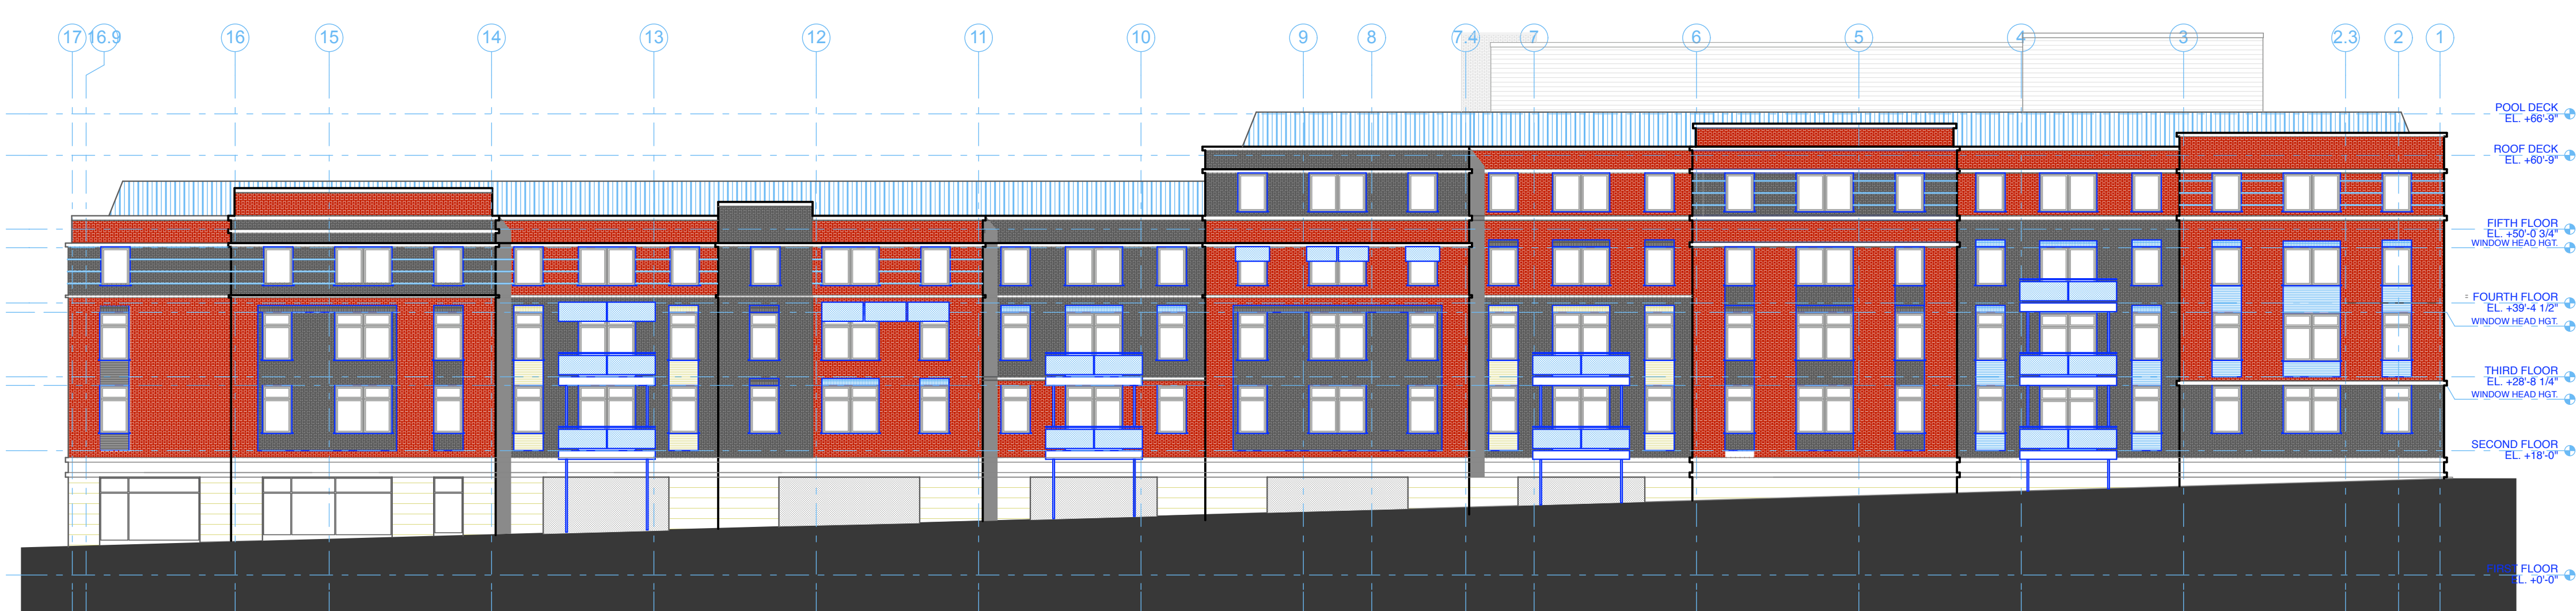 17 16.9 16 15 14 13 12 11 10 9 8 7.4 7 6 5 4 3 2.3 2 1
POOL DECK
EL. +66'-9"
ROOF DECK
EL. +60'-9"
FIFTH FLOOR
EL. +50'-0 3/4"
WINDOW HEAD HGT.
FOURTH FLOOR
EL. +39'-4 1/2"
WINDOW HEAD HGT.
THIRD FLOOR
EL. +28'-8 1/4"
WINDOW HEAD HGT.
SECOND FLOOR
EL. +18'-0"
FIRST FLOOR
EL. +0'-0"